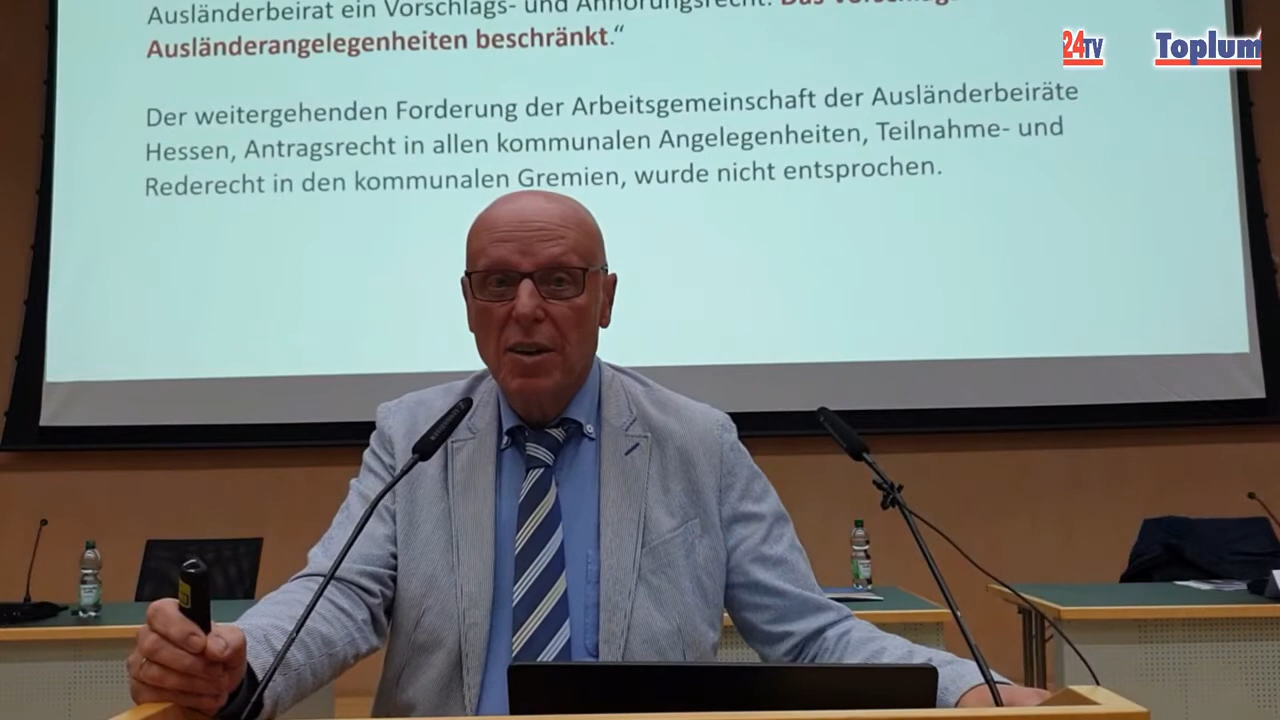 Ausländerbeirat ein Vorschlags- und Anhörungsrecht. Das
Ausländerangelegenheiten beschränkt.“
Der weitergehenden Forderung der Arbeitsgemeinschaft der Ausländerbeiräte
Hessen, Antragsrecht in allen kommunalen Angelegenheiten, Teilnahme- und
Rederecht in den kommunalen Gremien, wurde nicht entsprochen.
24TV
Toplum